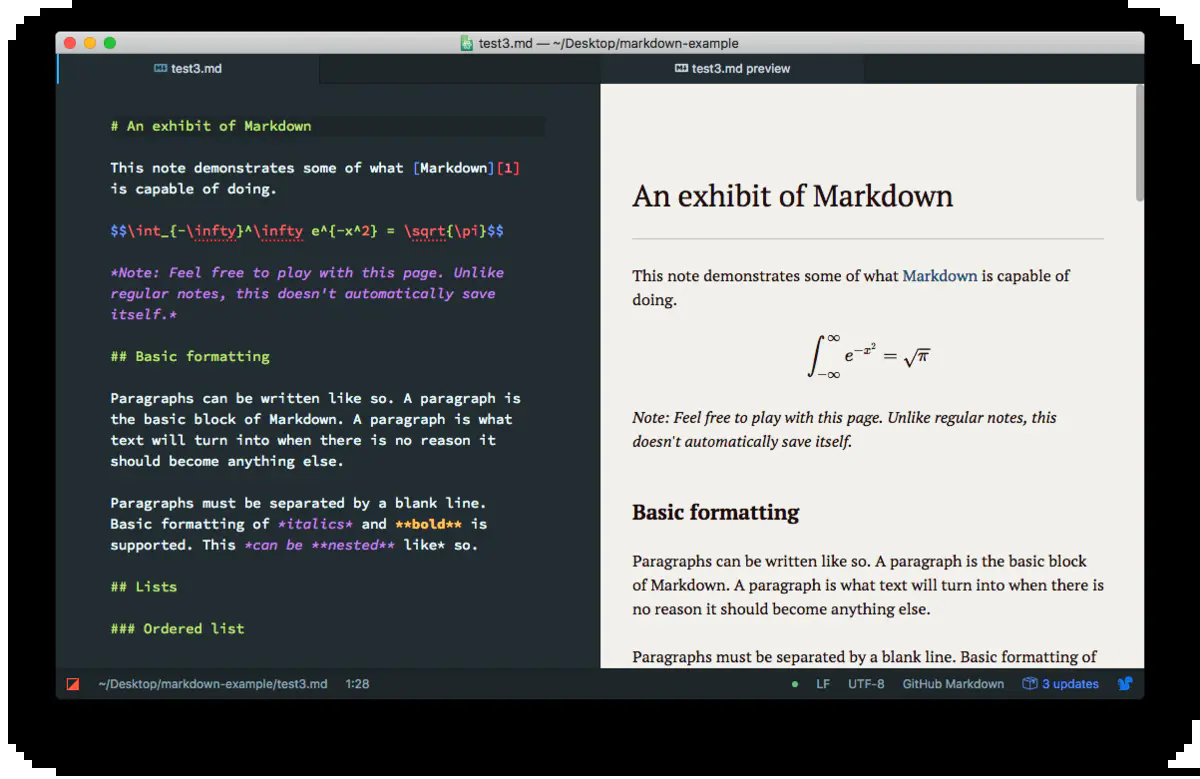 test3.md — ~/Desktop/markdown-example
test3.md
test3.md preview
# An exhibit of Markdown
This note demonstrates some of what [Markdown][1]
is capable of doing.
$$\int_{-\infty}^\infty e^{-x^2} = \sqrt{\pi}$$
*Note: Feel free to play with this page. Unlike
regular notes, this doesn't automatically save
itself.*
## Basic formatting
Paragraphs can be written like so. A paragraph is
the basic block of Markdown. A paragraph is what
text will turn into when there is no reason it
should become anything else.
Paragraphs must be separated by a blank line.
Basic formatting of *italics* and **bold** is
supported. This *can be **nested** like* so.
## Lists
### Ordered list
An exhibit of Markdown
This note demonstrates some of what Markdown is capable of
doing.
∫_{-∞}^{∞} e^{-x^2} = √π
Note: Feel free to play with this page. Unlike regular notes, this
doesn't automatically save itself.
Basic formatting
Paragraphs can be written like so. A paragraph is the basic block
of Markdown. A paragraph is what text will turn into when there is
no reason it should become anything else.
Paragraphs must be separated by a blank line. Basic formatting of
~/Desktop/markdown-example/test3.md 1:28
LF UTF-8 GitHub Markdown 3 updates